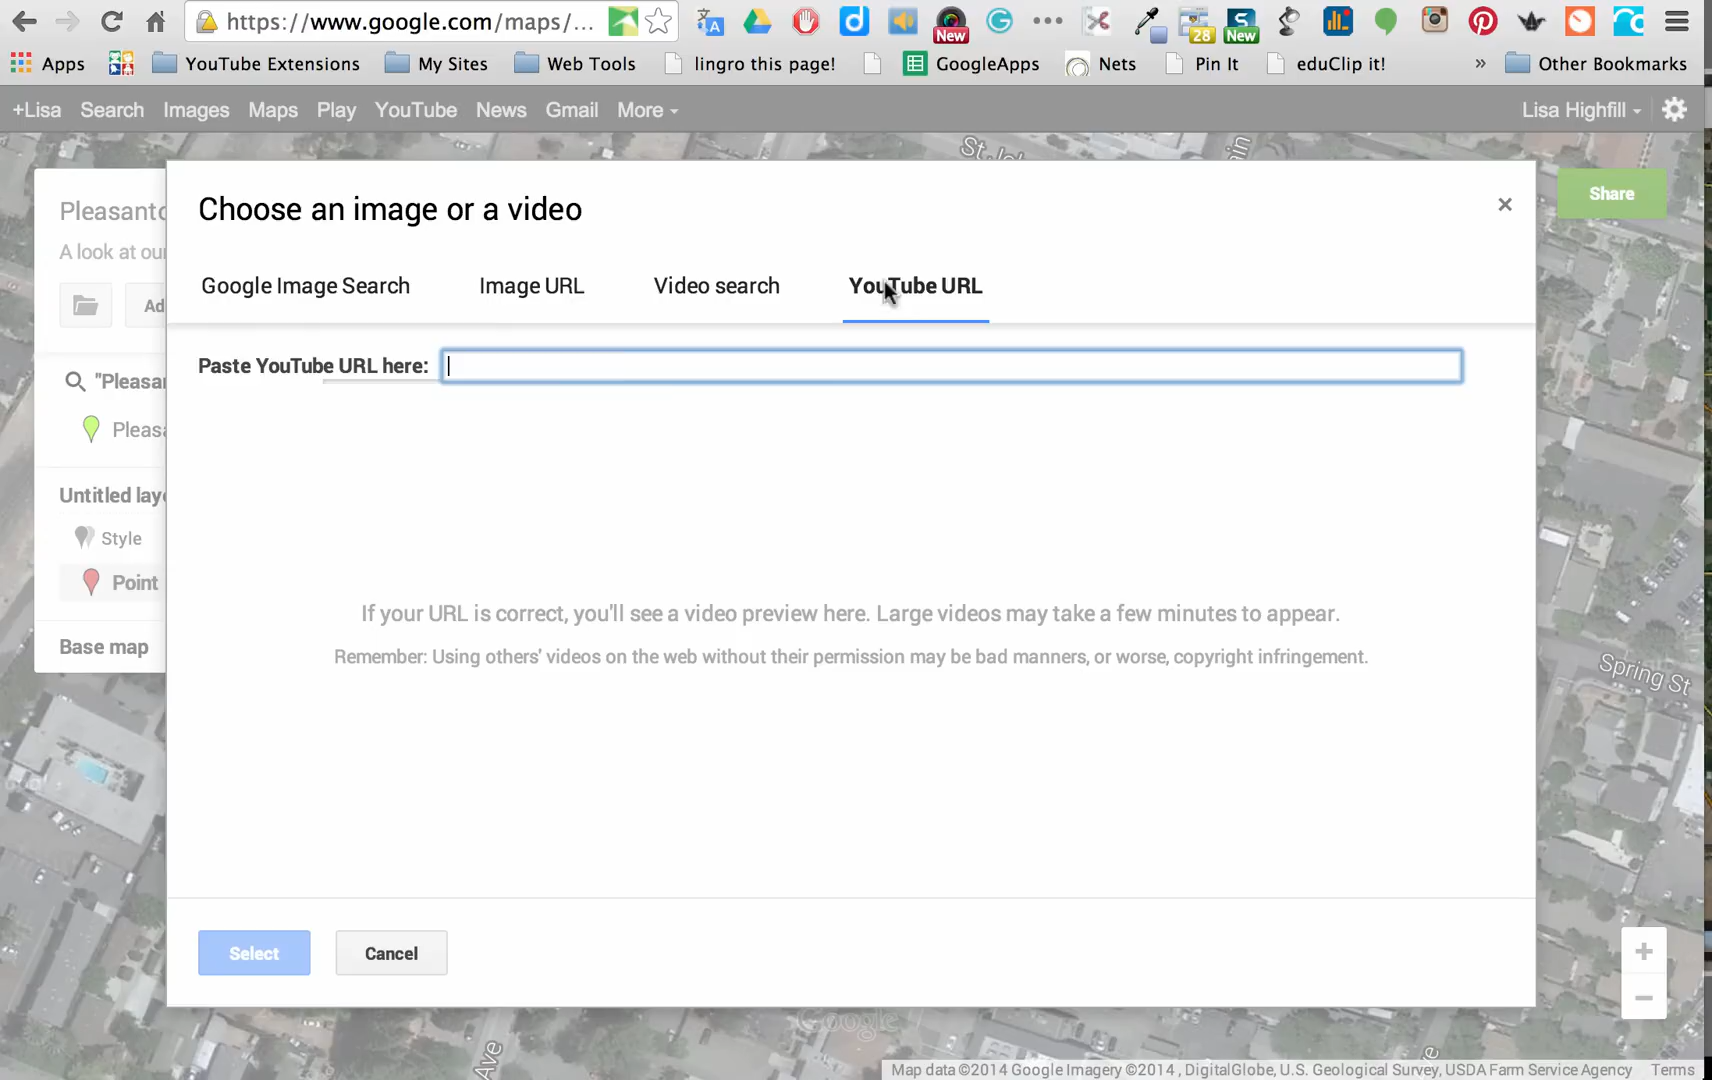 https://www.google.com/maps/...
New
28
New
Apps
YouTube Extensions
My Sites
Web Tools
lingro this page!
GoogleApps
Nets
Pin It
eduClip it!
»
Other Bookmarks
+Lisa Search Images Maps Play YouTube News Gmail More
Lisa Highfill
Share
Choose an image or a video
×
Google Image Search
Image URL
Video search
YouTube URL
Paste YouTube URL here:
If your URL is correct, you'll see a video preview here. Large videos may take a few minutes to appear.
Remember: Using others' videos on the web without their permission may be bad manners, or worse, copyright infringement.
Select
Cancel
A look at ou
Ad
Untitled lay
Style
Point
Base map
Spring St
Ave
Google
+
−
Map data ©2014 Google Imagery ©2014 , DigitalGlobe, U.S. Geological Survey, USDA Farm Service Agency
Terms